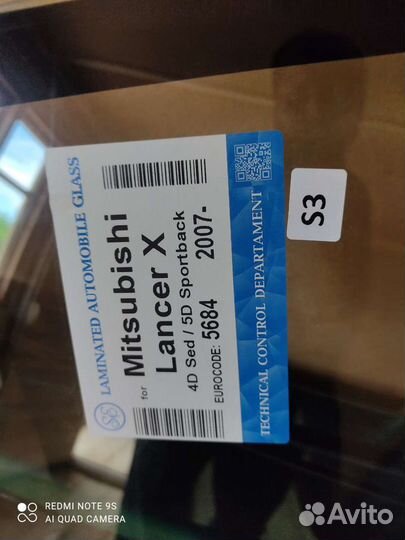 LAMINATED AUTOMOBILE GLASS
for
Mitsubishi
Lancer X
4D Sed / 5D Sportback
EUROCODE: 5684 2007-
TECHNICAL CONTROL DEPARTAMENT
S3
REDMI NOTE 9S
AI QUAD CAMERA
Avito